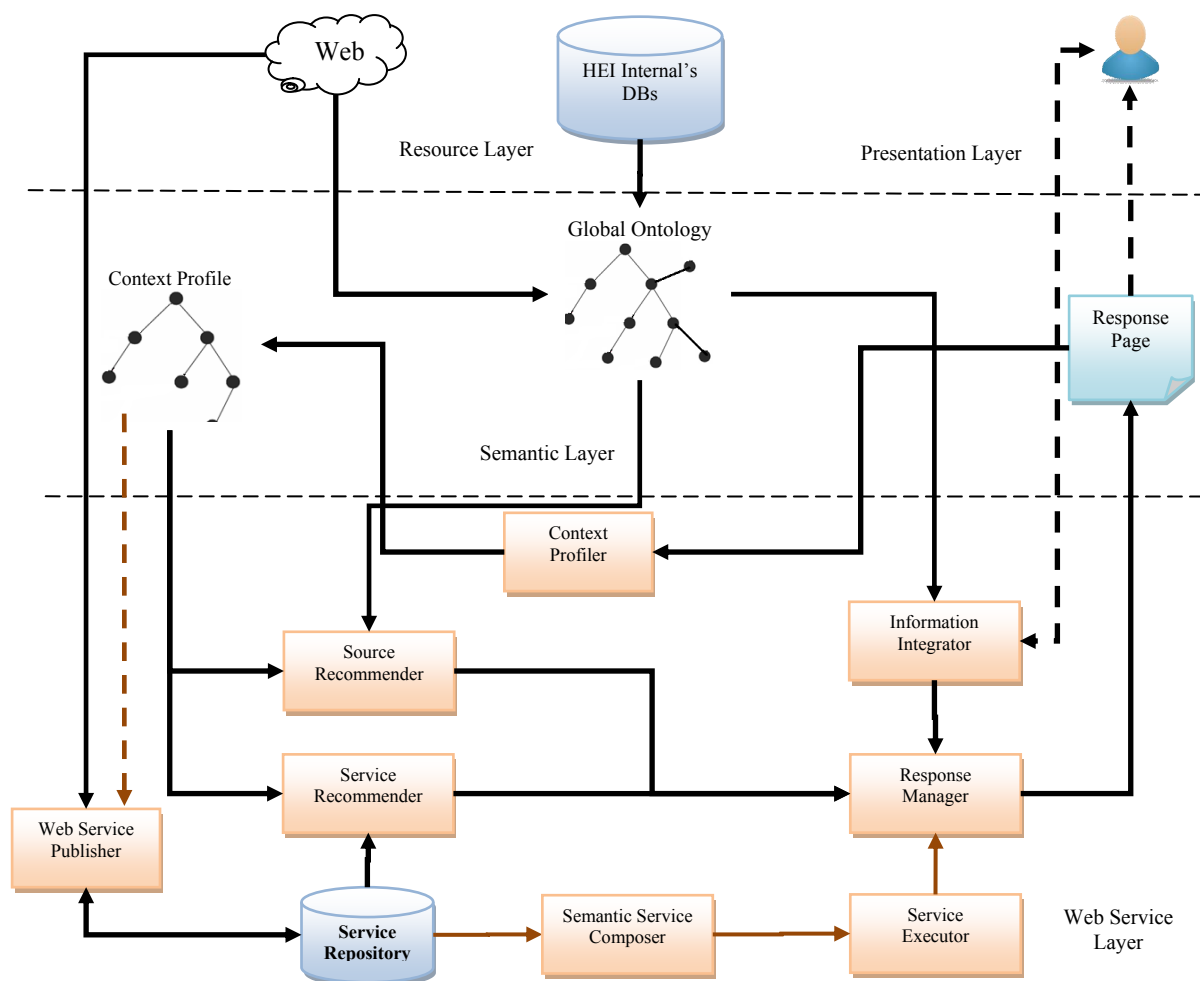 Web
HEI Internal's
DBs
Resource Layer
Presentation Layer
Global Ontology
Context Profile
Response
Page
Semantic Layer
Context
Profiler
Information
Integrator
Source
Recommender
Service
Recommender
Response
Manager
Web Service
Publisher
Service
Repository
Semantic Service
Composer
Service
Executor
Web Service
Layer